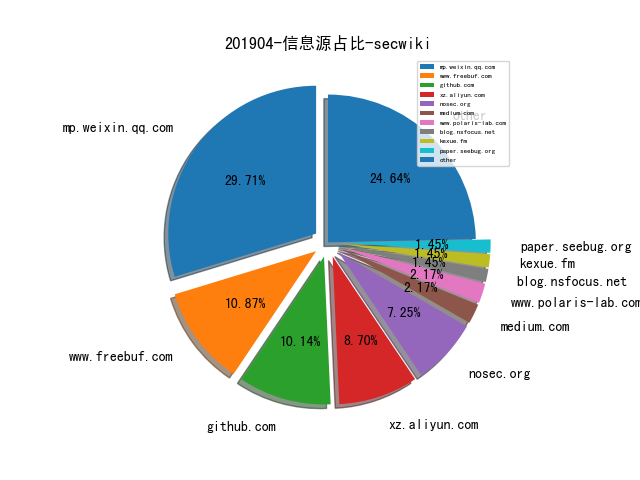 201904-信息源占比-secwiki
mp.weixin.qq.com
www.freebuf.com
github.com
xz.aliyun.com
nosec.org
medium.com
www.polaris-lab.com
blog.nsfocus.net
kexue.fm
paper.seebug.org
other
other
mp.weixin.qq.com
29.71%
24.64%
1.45%
paper.seebug.org
1.45%
kexue.fm
1.45%
blog.nsfocus.net
2.17%
www.polaris-lab.com
2.17%
medium.com
10.87%
7.25%
10.14%
8.70%
www.freebuf.com
nosec.org
github.com
xz.aliyun.com